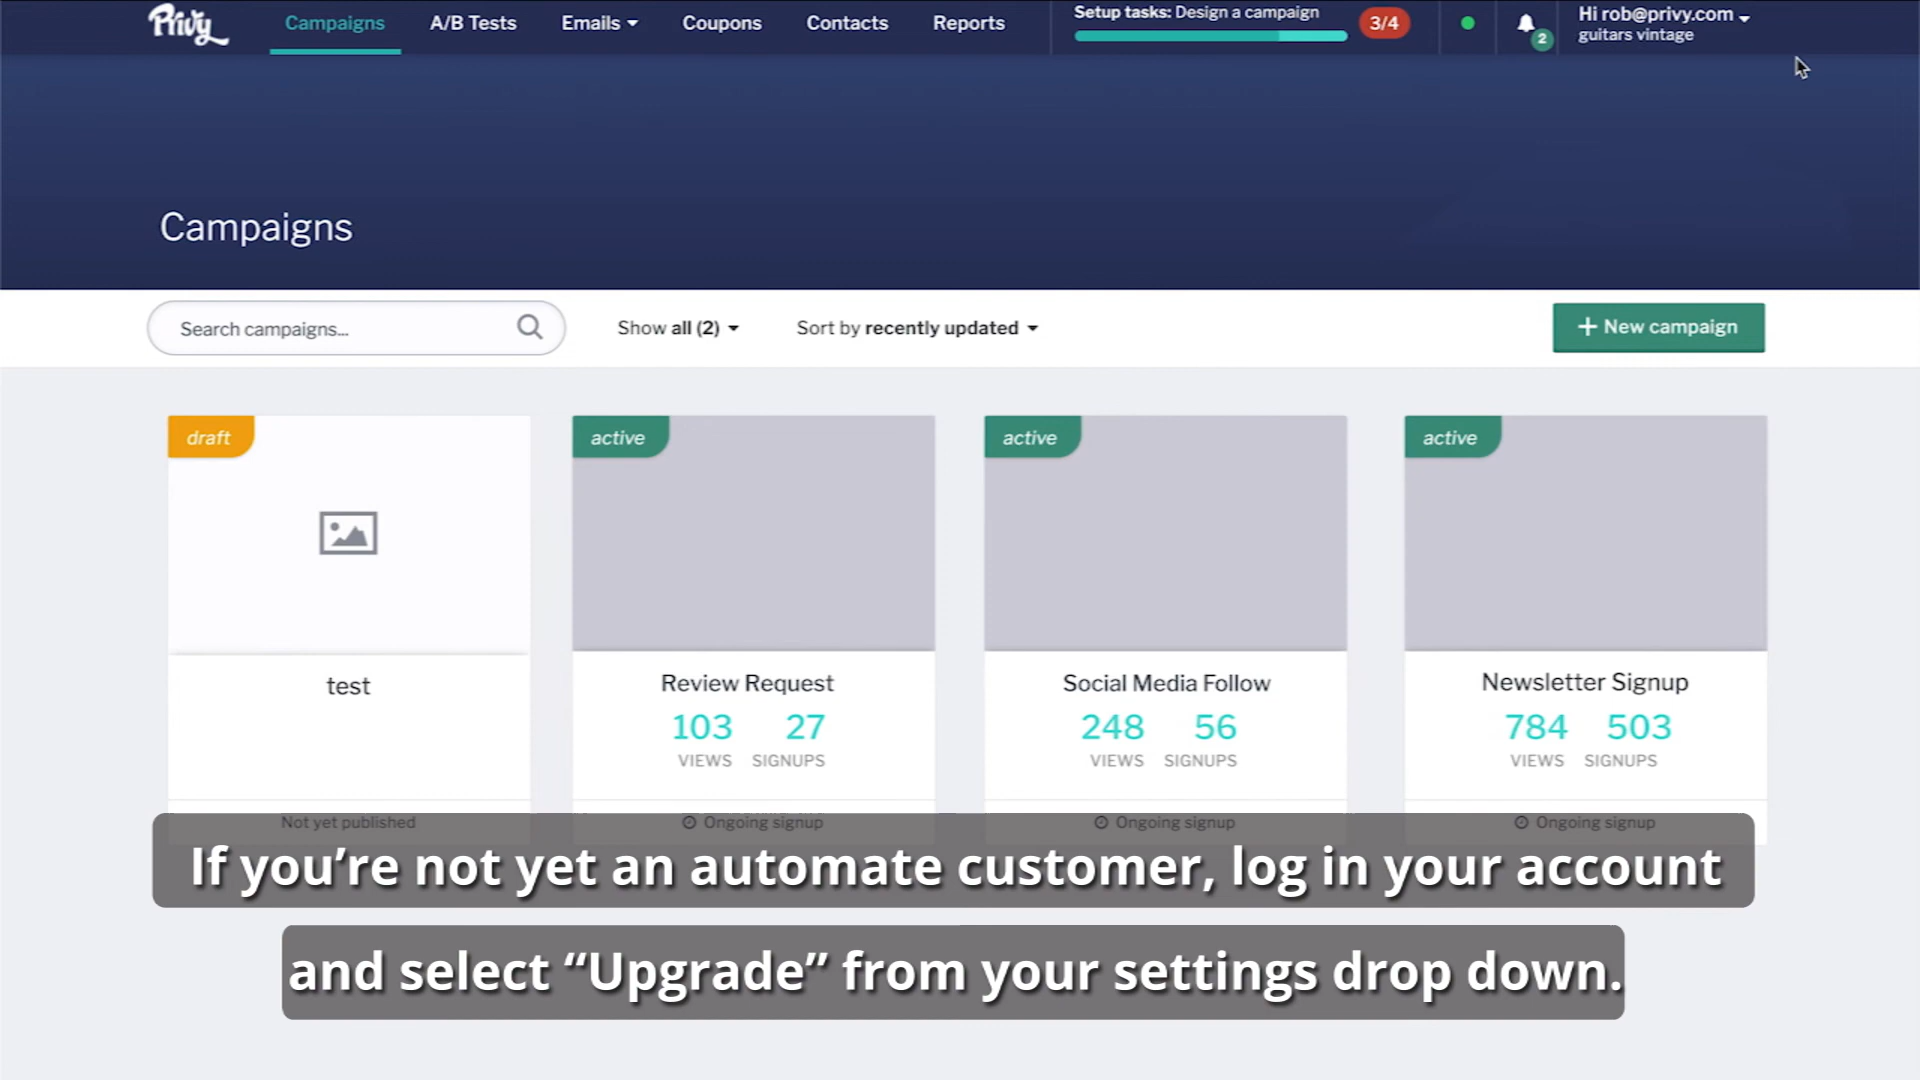 Privy
Campaigns
A/B Tests
Emails
Coupons
Contacts
Reports
Setup tasks: Design a campaign
3/4
2
Hi rob@privy.com
guitars vintage
Campaigns
Search campaigns...
Show all (2)
Sort by recently updated
+ New campaign
draft
active
active
active
test
Review Request
Social Media Follow
Newsletter Signup
103 27
VIEWS SIGNUPS
248 56
VIEWS SIGNUPS
784 503
VIEWS SIGNUPS
Not yet published
Ongoing signup
Ongoing signup
Ongoing signup
If you’re not yet an automate customer, log in your account
and select “Upgrade” from your settings drop down.